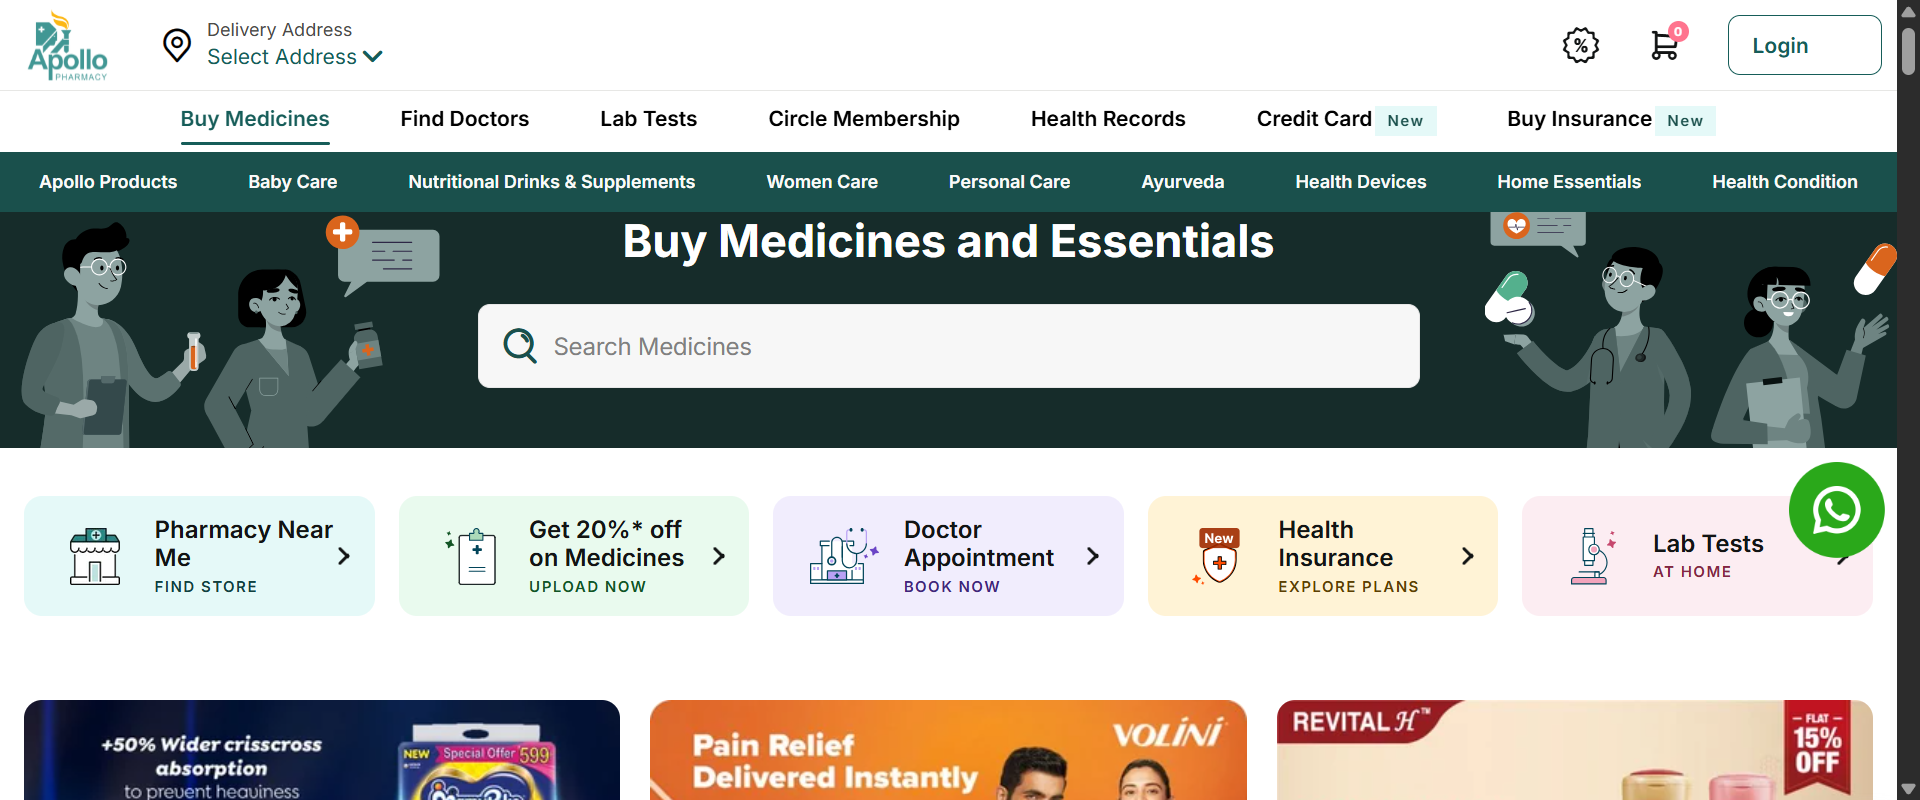 Apollo
PHARMACY
Delivery Address
Select Address
%
0
Login
Buy Medicines
Find Doctors
Lab Tests
Circle Membership
Health Records
Credit Card New
Buy Insurance New
Apollo Products
Baby Care
Nutritional Drinks & Supplements
Women Care
Personal Care
Ayurveda
Health Devices
Home Essentials
Health Condition
Buy Medicines and Essentials
Search Medicines
Pharmacy Near
Me
FIND STORE
Get 20%* off
on Medicines
UPLOAD NOW
Doctor
Appointment
BOOK NOW
New
Health
Insurance
EXPLORE PLANS
Lab Tests
AT HOME
+50% Wider crisscross
absorption
to prevent heaviness
NEW
Special Offer 599
Pain Relief
Delivered Instantly
VOLINI
REVITAL H™
FLAT
15%
OFF